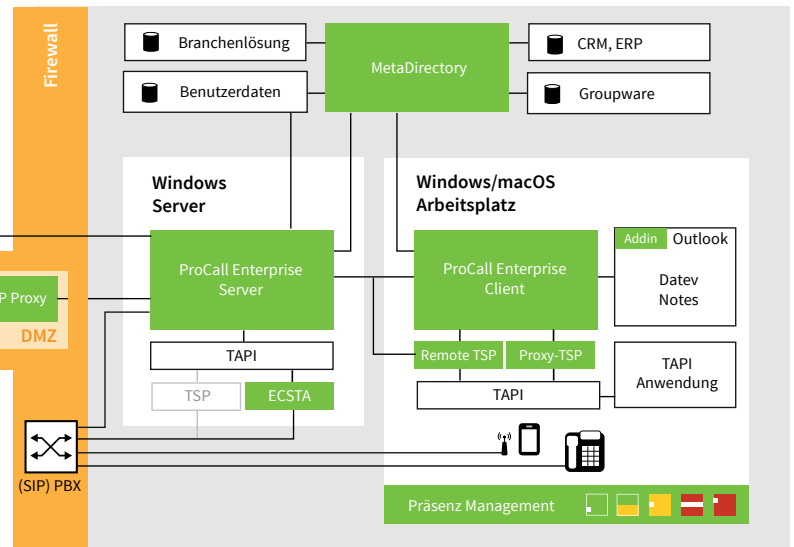 Firewall
Branchenlösung
MetaDirectory
CRM, ERP
Benutzerdaten
Groupware
Windows
Server
Windows/macOS
Arbeitsplatz
ProCall Enterprise
Server
ProCall Enterprise
Client
Addin Outlook
Datev
Notes
P Proxy
DMZ
TAPI
Remote TSP
Proxy-TSP
TAPI
Anwendung
TSP
ECSTA
TAPI
(SIP) PBX
Präsenz Management